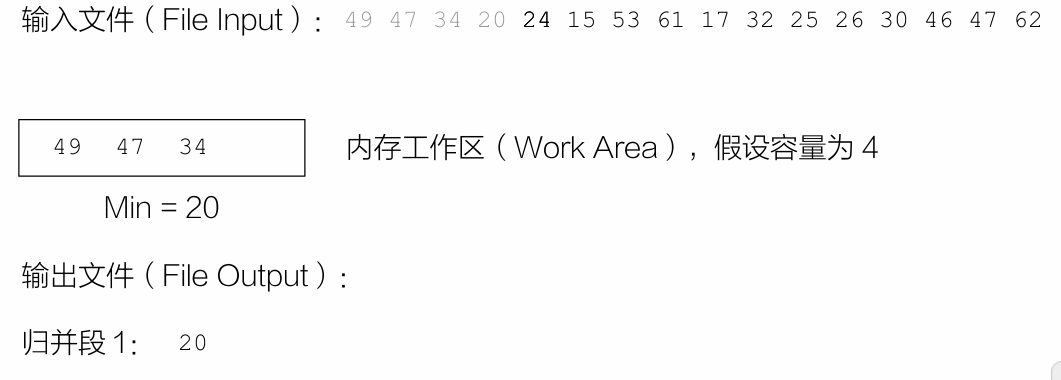 输入文件（File Input）： 49 47 34 20 24 15 53 61 17 32 25 26 30 46 47 62
49 47 34 内存工作区（Work Area），假设容量为 4
Min = 20
输出文件（File Output）：
归并段 1： 20